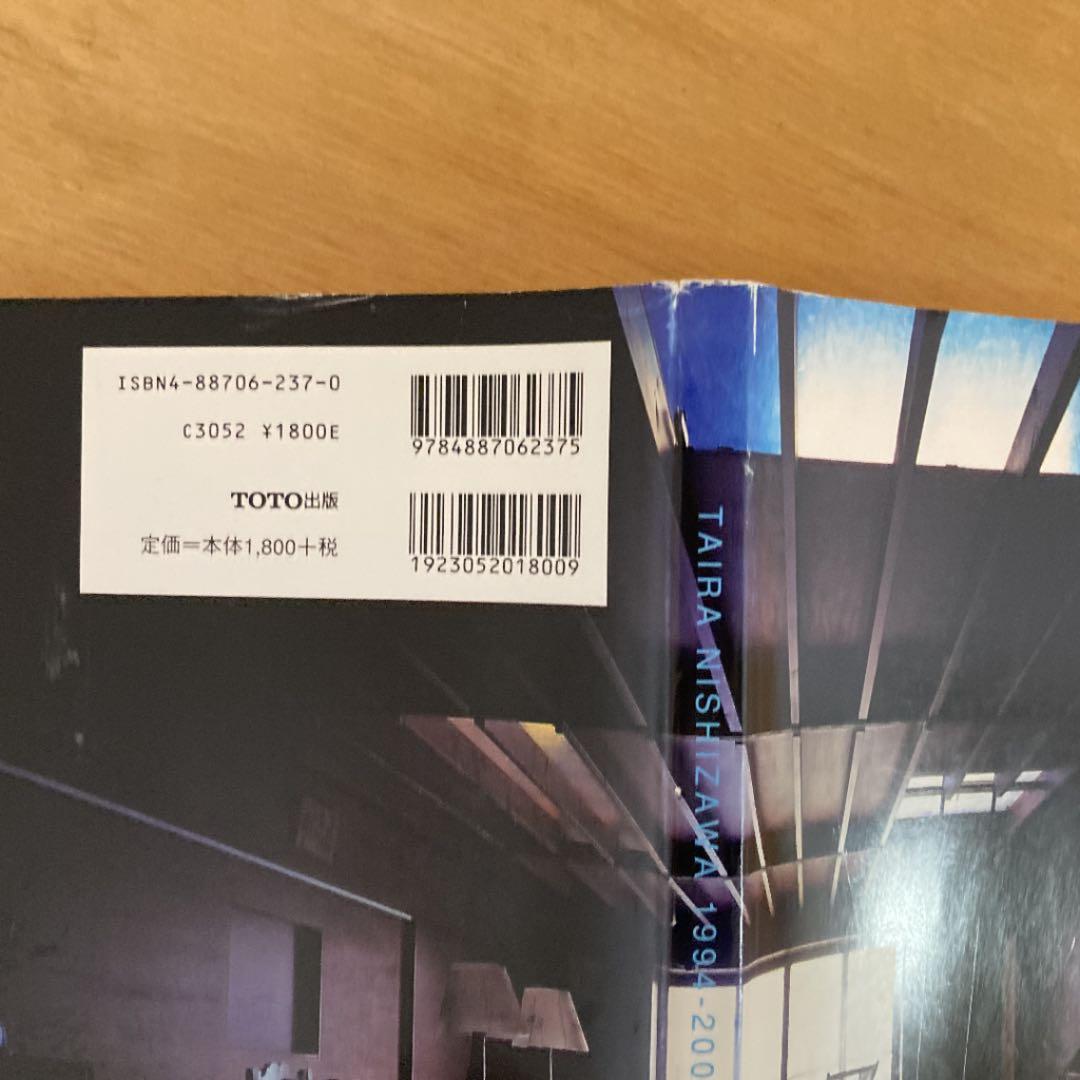 ISBN4-88706-237-0
C3052 ¥1800E
TOTO出版
定価=本体1,800+税
9784887062375
1923052018009
TAIRA NISHIZAWA 1994-200